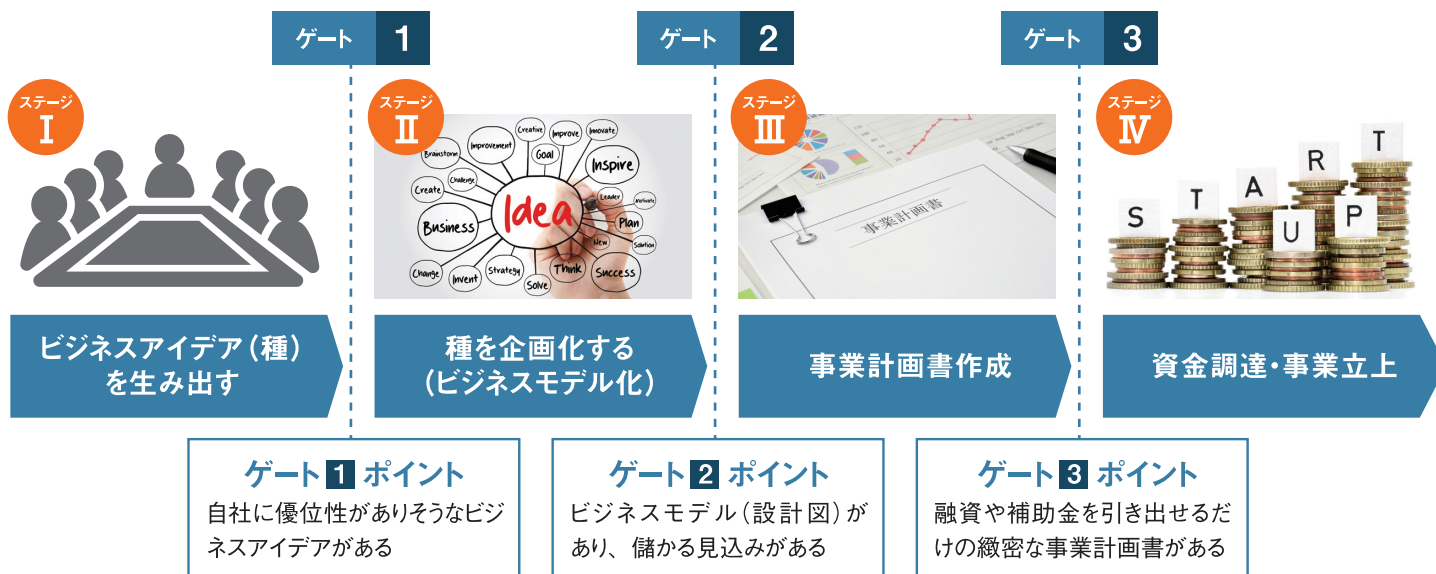 ゲート 1
ゲート 2
ゲート 3
ステージ
Ⅰ
ステージ
Ⅱ
Creative
Improve
Innovate
Improvement
Goal
Brainstorm
Inspire
Challenge
Create
Idea
Leader
Motivate
Business
Plan
New
Solution
Change
Invent
Strategy
Solve
Think
Success
ステージ
Ⅲ
事業計画書
ステージ
Ⅳ
START
UP
ビジネスアイデア(種)
を生み出す
種を企画化する
(ビジネスモデル化)
事業計画書作成
資金調達・事業立上
ゲート 1 ポイント
自社に優位性がありそうなビジ
ネスアイデアがある
ゲート 2 ポイント
ビジネスモデル(設計図)が
あり、儲かる見込みがある
ゲート 3 ポイント
融資や補助金を引き出せるだ
けの緻密な事業計画書がある